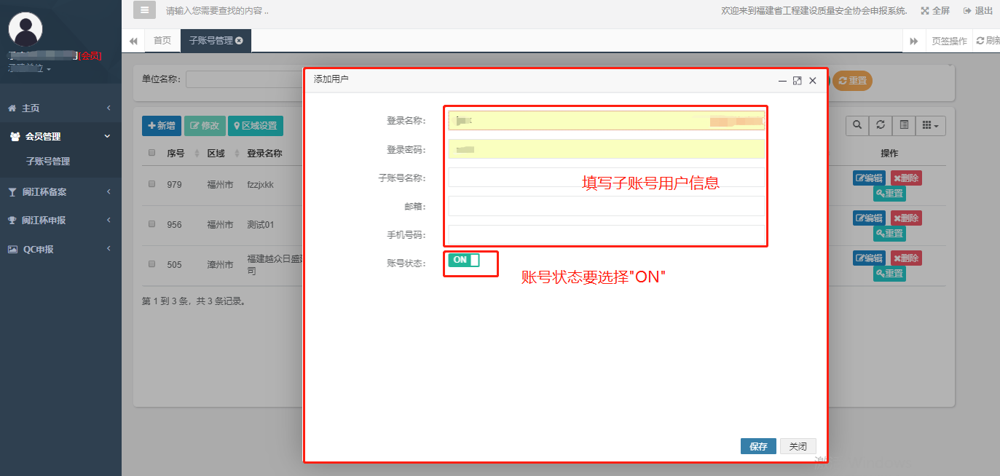 请输入您需要查找的内容 ..
欢迎来到福建省工程建设质量安全协会申报系统.
全屏
退出
首页
子账号管理
页签操作
刷新
[会员]
主页
会员管理
子账号管理
闽江杯备案
闽江杯申报
QC申报
单位名称:
重置
新增
修改
区域设置
序号
区域
登录名称
操作
979
福州市
fzzjxkk
编辑
删除
重置
956
福州市
测试01
编辑
删除
重置
505
漳州市
福建越众日盛
司
编辑
删除
重置
第 1 到 3 条，共 3 条记录。
添加用户
登录名称:
登录密码:
子账号名称:
填写子账号用户信息
邮箱:
手机号码:
账号状态:
ON
账号状态要选择"ON"
保存
关闭